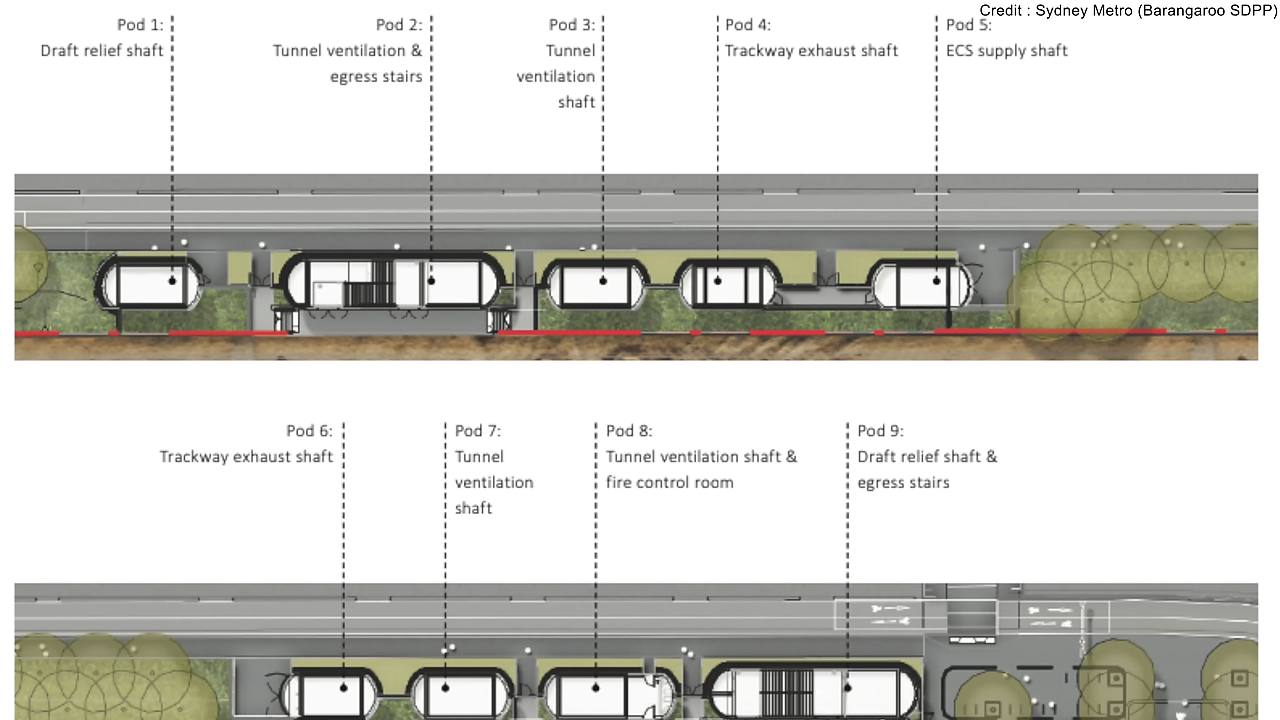 Credit : Sydney Metro (Barangaroo SDPP)
Pod 1:
Draft relief shaft
Pod 2:
Tunnel ventilation &
egress stairs
Pod 3:
Tunnel
ventilation
shaft
Pod 4:
Trackway exhaust shaft
Pod 5:
ECS supply shaft
Pod 6:
Trackway exhaust shaft
Pod 7:
Tunnel
ventilation
shaft
Pod 8:
Tunnel ventilation shaft &
fire control room
Pod 9:
Draft relief shaft &
egress stairs